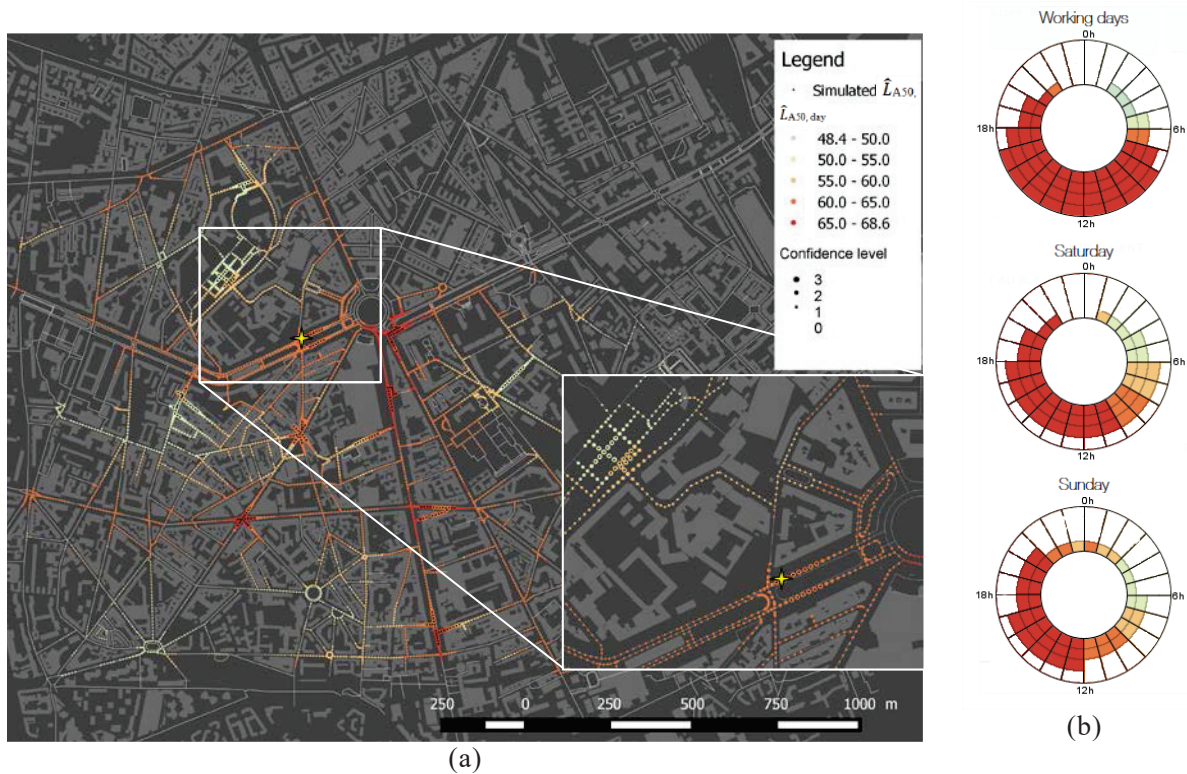 Legend
Simulated L̂A50,
L̂A50, day
48.4 - 50.0
50.0 - 55.0
55.0 - 60.0
60.0 - 65.0
65.0 - 68.6
Confidence level
3
2
1
0
250 0 250 500 750 1000 m
(a)
Working days
0h
18h 6h
12h
Saturday
0h
18h 6h
12h
Sunday
0h
18h 6h
12h
(b)